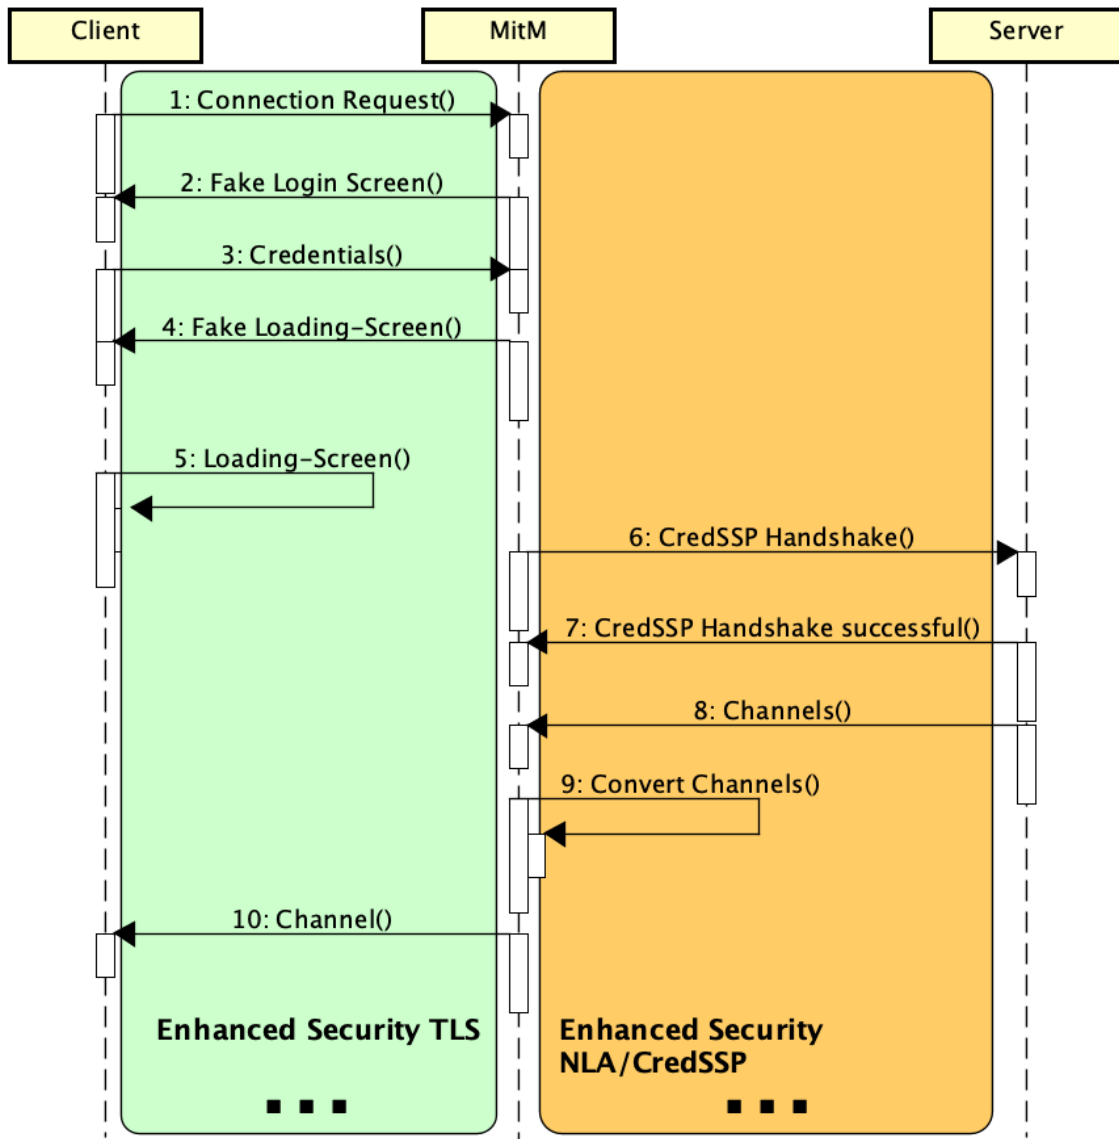 Client
MitM
Server
1: Connection Request()
2: Fake Login Screen()
3: Credentials()
4: Fake Loading-Screen()
5: Loading-Screen()
6: CredSSP Handshake()
7: CredSSP Handshake successful()
8: Channels()
9: Convert Channels()
10: Channel()
Enhanced Security TLS
Enhanced Security
NLA/CredSSP